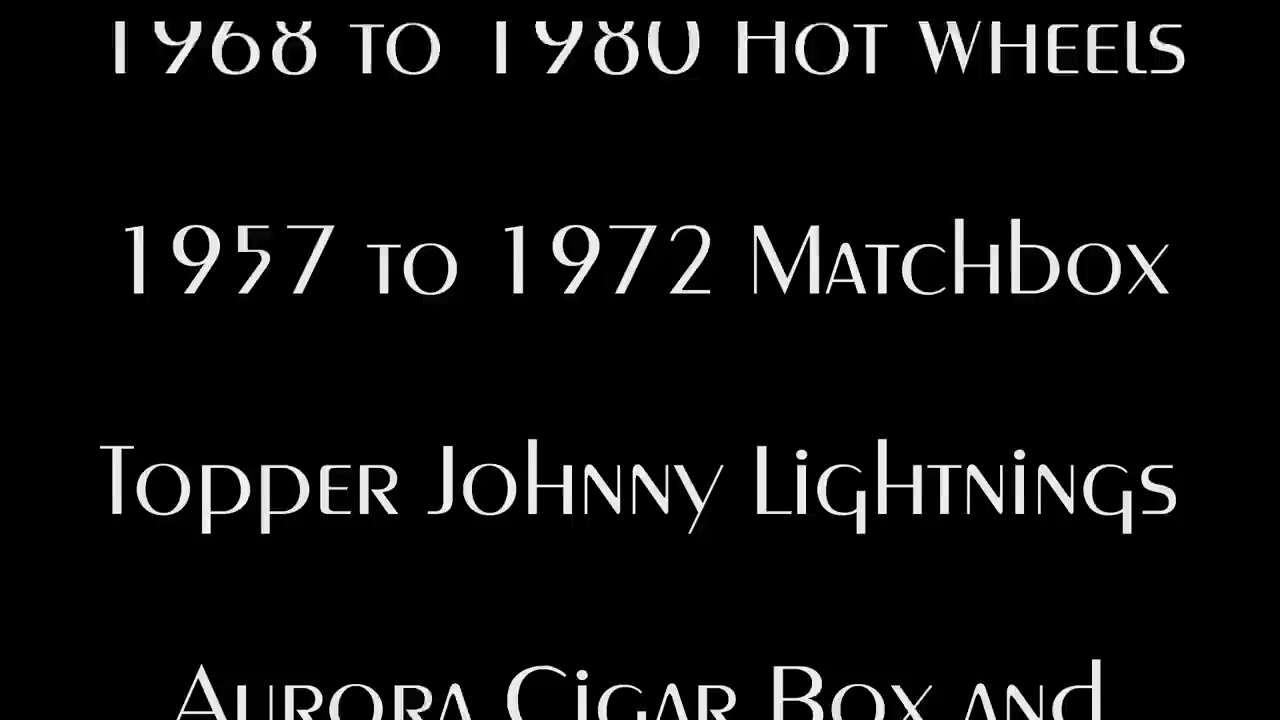 1968 to 1980 Hot Wheels
1957 to 1972 Matchbox
Topper Johnny Lightnings
Aurora Cigar Box and